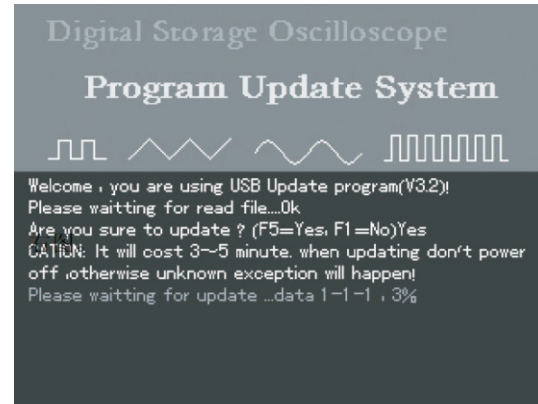 Digital Storage Oscilloscope
Program Update System
Welcome , you are using USB Update program(V3.2)!
Please waitting for read file....Ok
Are you sure to update ? (F5=Yes, F1=No)Yes
CATION: It will cost 3~5 minute. when updating don't power
off ,otherwise unknown exception will happen!
Please waitting for update ...data 1-1-1 , 3%